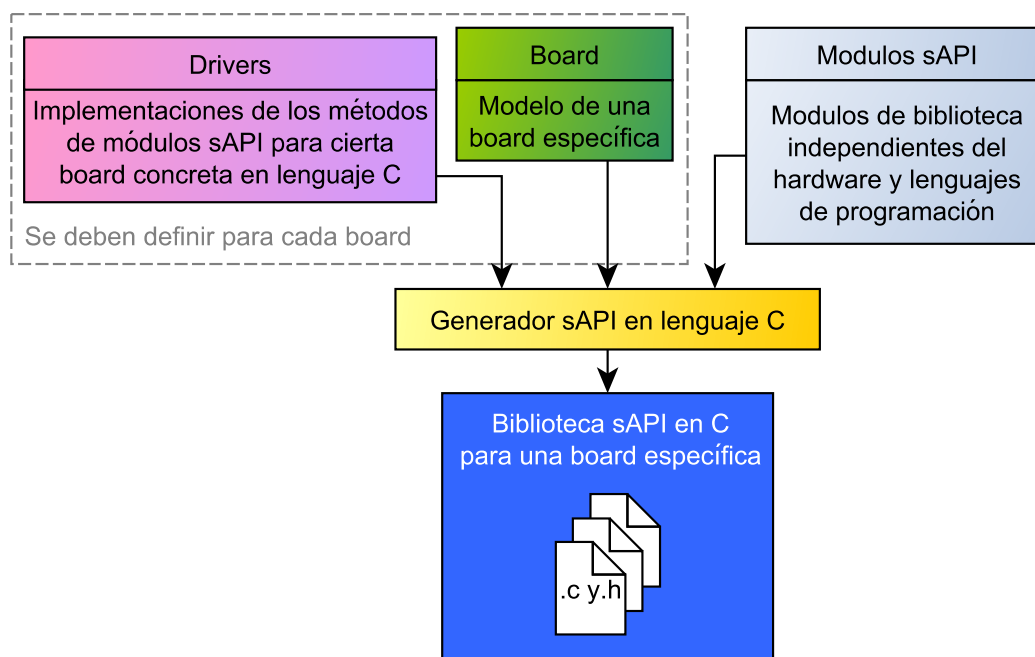 Drivers
Implementaciones de los métodos
de módulos sAPI para cierta
board concreta en lenguaje C
Board
Modelo de una
board específica
Se deben definir para cada board
Modulos sAPI
Modulos de biblioteca
independientes del
hardware y lenguajes
de programación
Generador sAPI en lenguaje C
Biblioteca sAPI en C
para una board específica
.c y.h